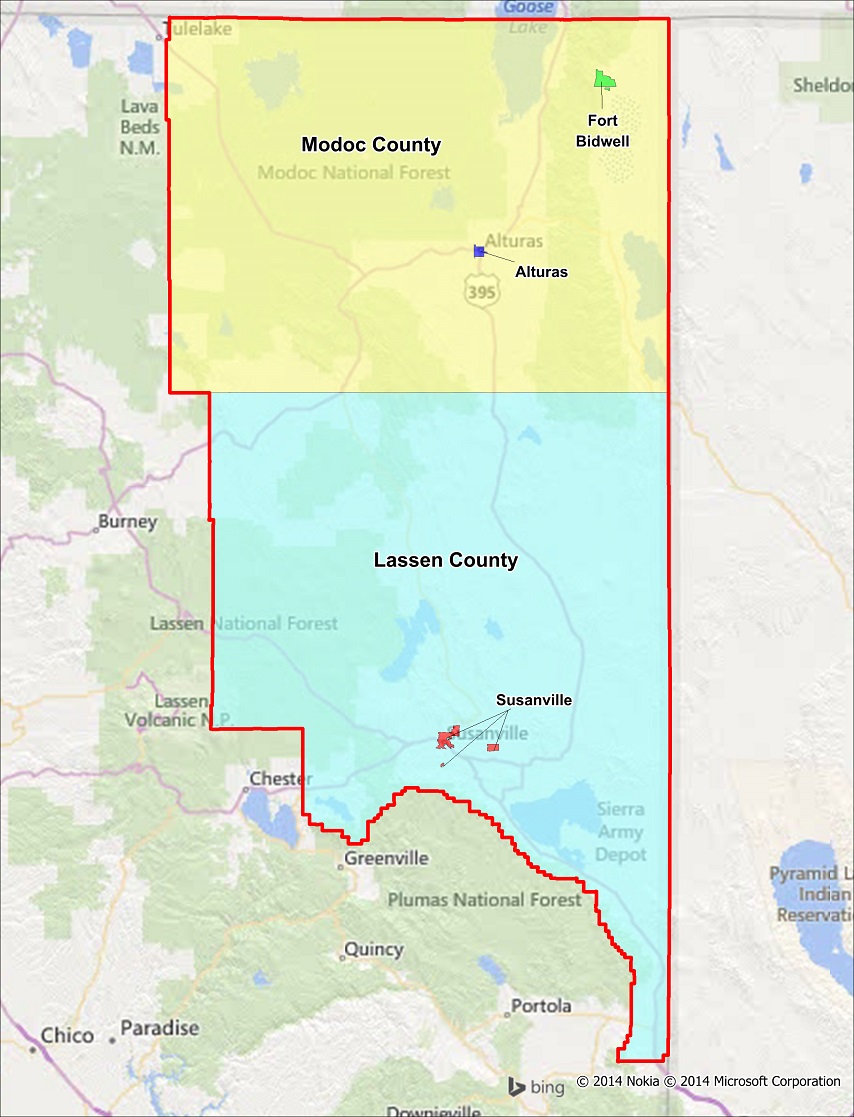 Goose
Lake
Tulelake
Sheldon
Lava
Beds
N.M.
Fort
Bidwell
Modoc County
Modoc National Forest
Alturas
Alturas
395
Burney
Lassen County
Lassen National Forest
Lassen
Volcanic N.P.
Susanville
Susanville
Chester
Sierra
Army
Depot
Greenville
Pyramid L
Indian
Reservati
Plumas National Forest
Quincy
Portola
Chico
Paradise
bing
© 2014 Nokia © 2014 Microsoft Corporation
Downieville